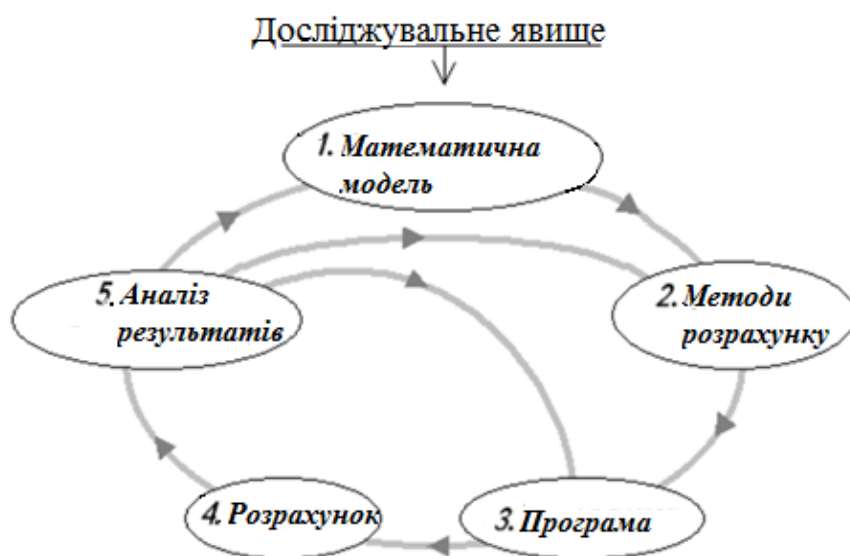 Досліджувальне явище
1. Математична
модель
2. Методи
розрахунку
3. Програма
4. Розрахунок
5. Аналіз
результатів